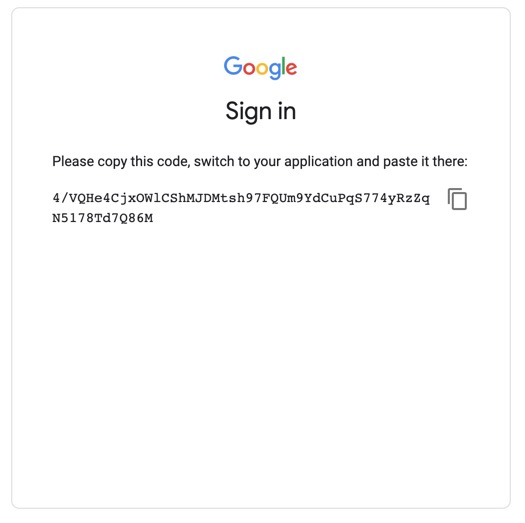 Google
Sign in
Please copy this code, switch to your application and paste it there:
4/VQHe4CjxOWlCShMJDMtsh97FQUm9YdCuPqS774yRzZq
N5178Td7Q86M